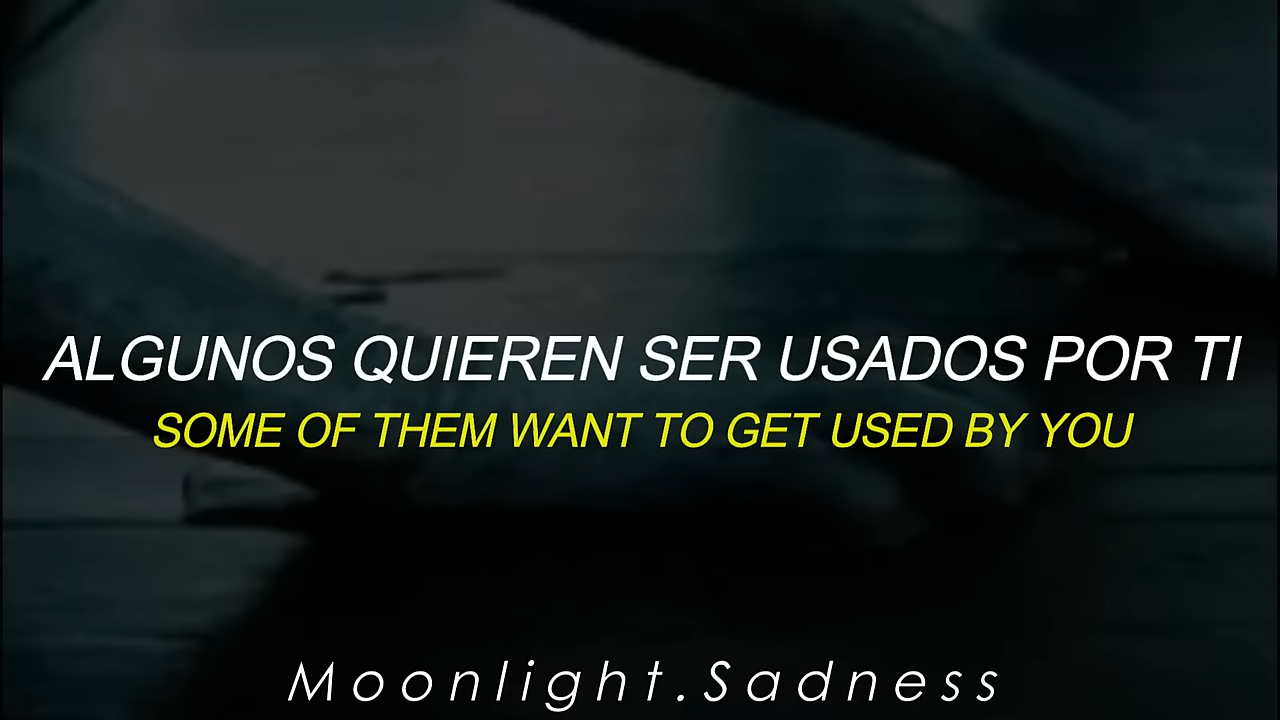 ALGUNOS QUIEREN SER USADOS POR TI
SOME OF THEM WANT TO GET USED BY YOU
Moonlight.Sadness